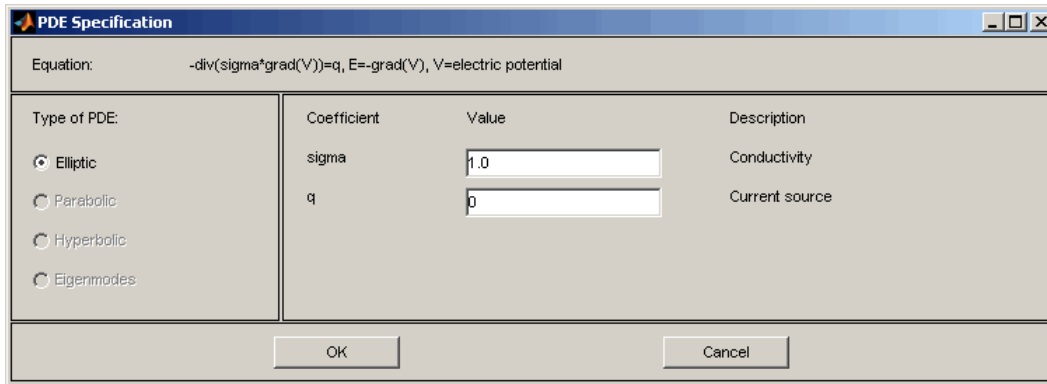 PDE Specification
Equation: -div(sigma*grad(V))=q, E=-grad(V), V=electric potential
Type of PDE:
Elliptic
Parabolic
Hyperbolic
Eigenmodes
Coefficient Value Description
sigma 1.0 Conductivity
q 0 Current source
OK Cancel